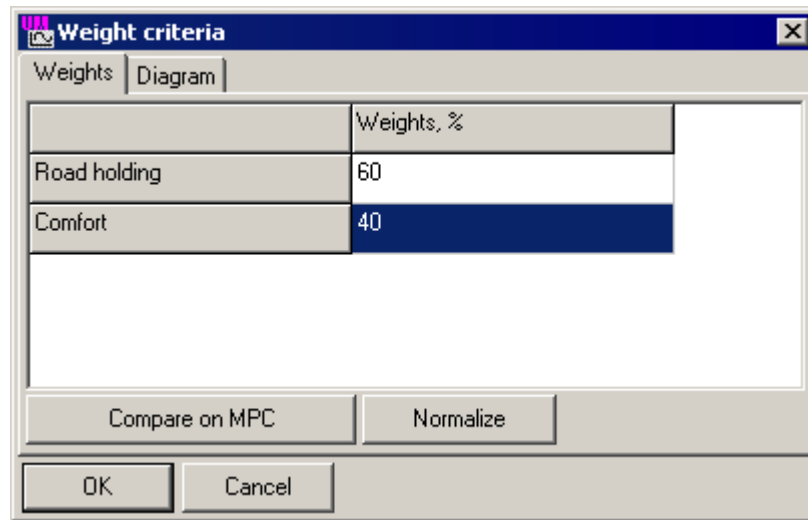 Weight criteria
Weights Diagram
Weights, %
Road holding 60
Comfort 40
Compare on MPC Normalize
OK Cancel